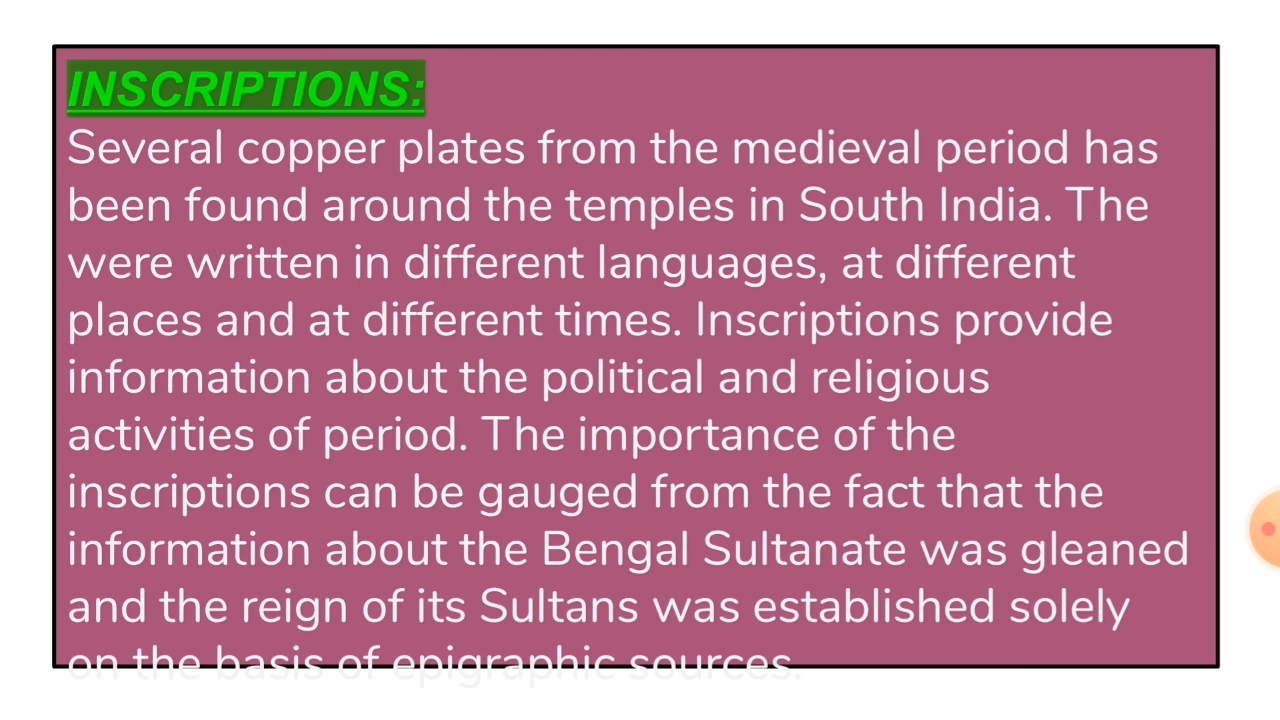 INSCRIPTIONS:
Several copper plates from the medieval period has
been found around the temples in South India. The
were written in different languages, at different
places and at different times. Inscriptions provide
information about the political and religious
activities of period. The importance of the
inscriptions can be gauged from the fact that the
information about the Bengal Sultanate was gleaned
and the reign of its Sultans was established solely
on the basis of epigraphic sources.